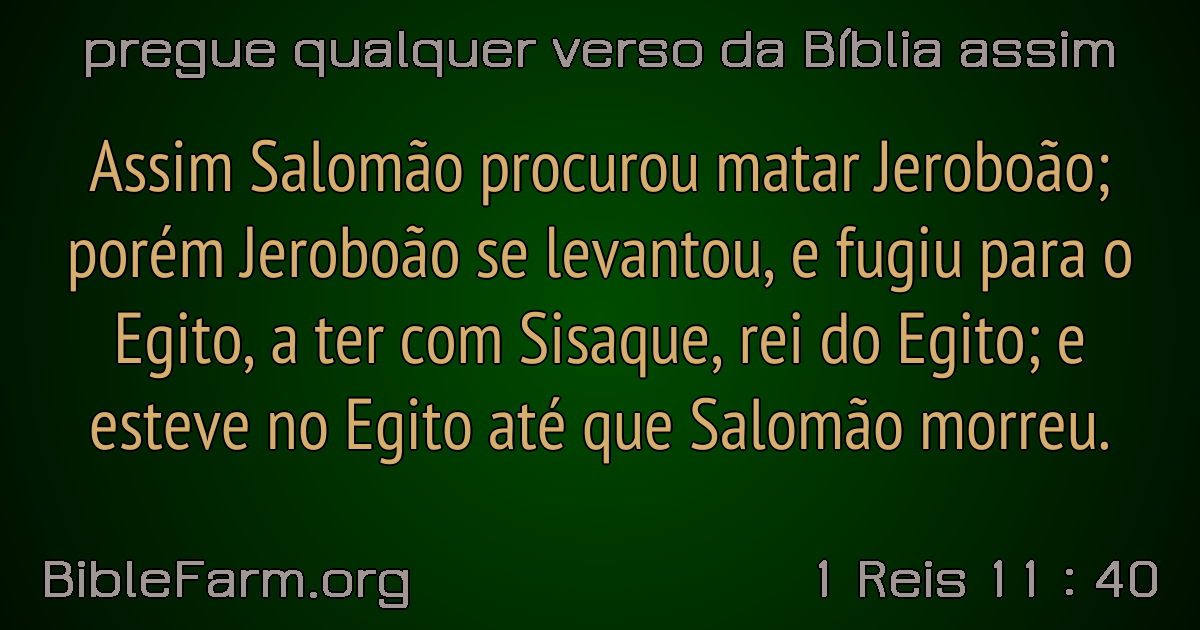 pregue qualquer verso da Bíblia assim
Assim Salomão procurou matar Jeroboão;
porém Jeroboão se levantou, e fugiu para o
Egito, a ter com Sisaque, rei do Egito; e
esteve no Egito até que Salomão morreu.
BibleFarm.org
1 Reis 11 : 40